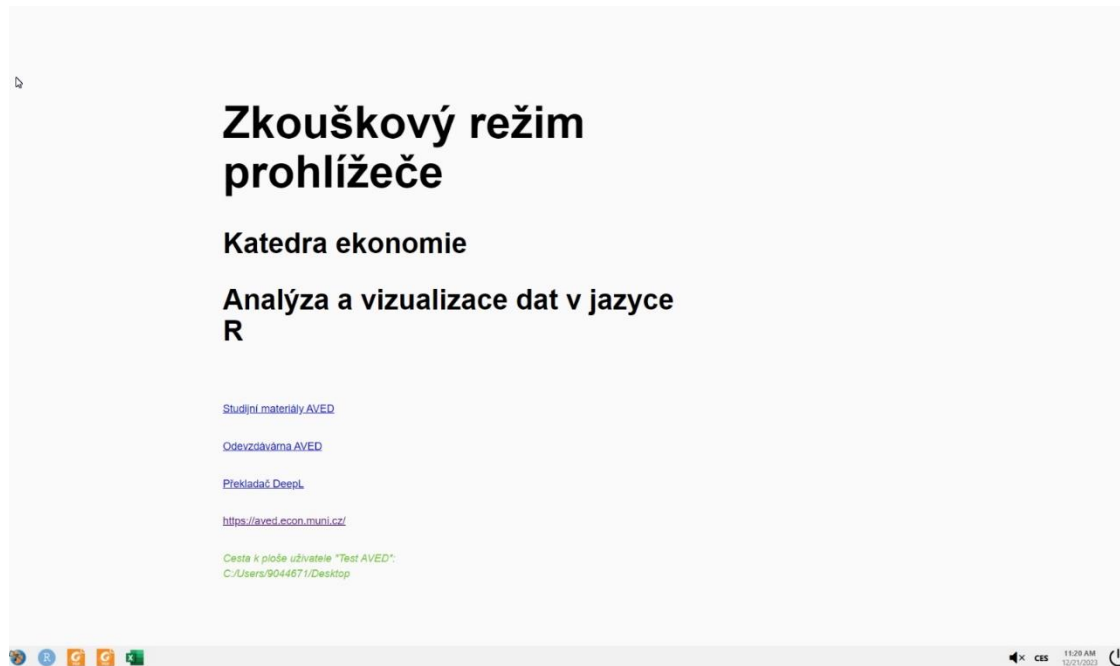 Zkouškový režim
prohlížeče
Katedra ekonomie
Analýza a vizualizace dat v jazyce
R
Studijní materiály AVED
Odevzdávárna AVED
Překladač DeepL
https://aved.econ.muni.cz/
Cesta k ploše uživatele "Test AVED":
C:/Users/9044671/Desktop
R
CES
11:20 AM
12/21/2023